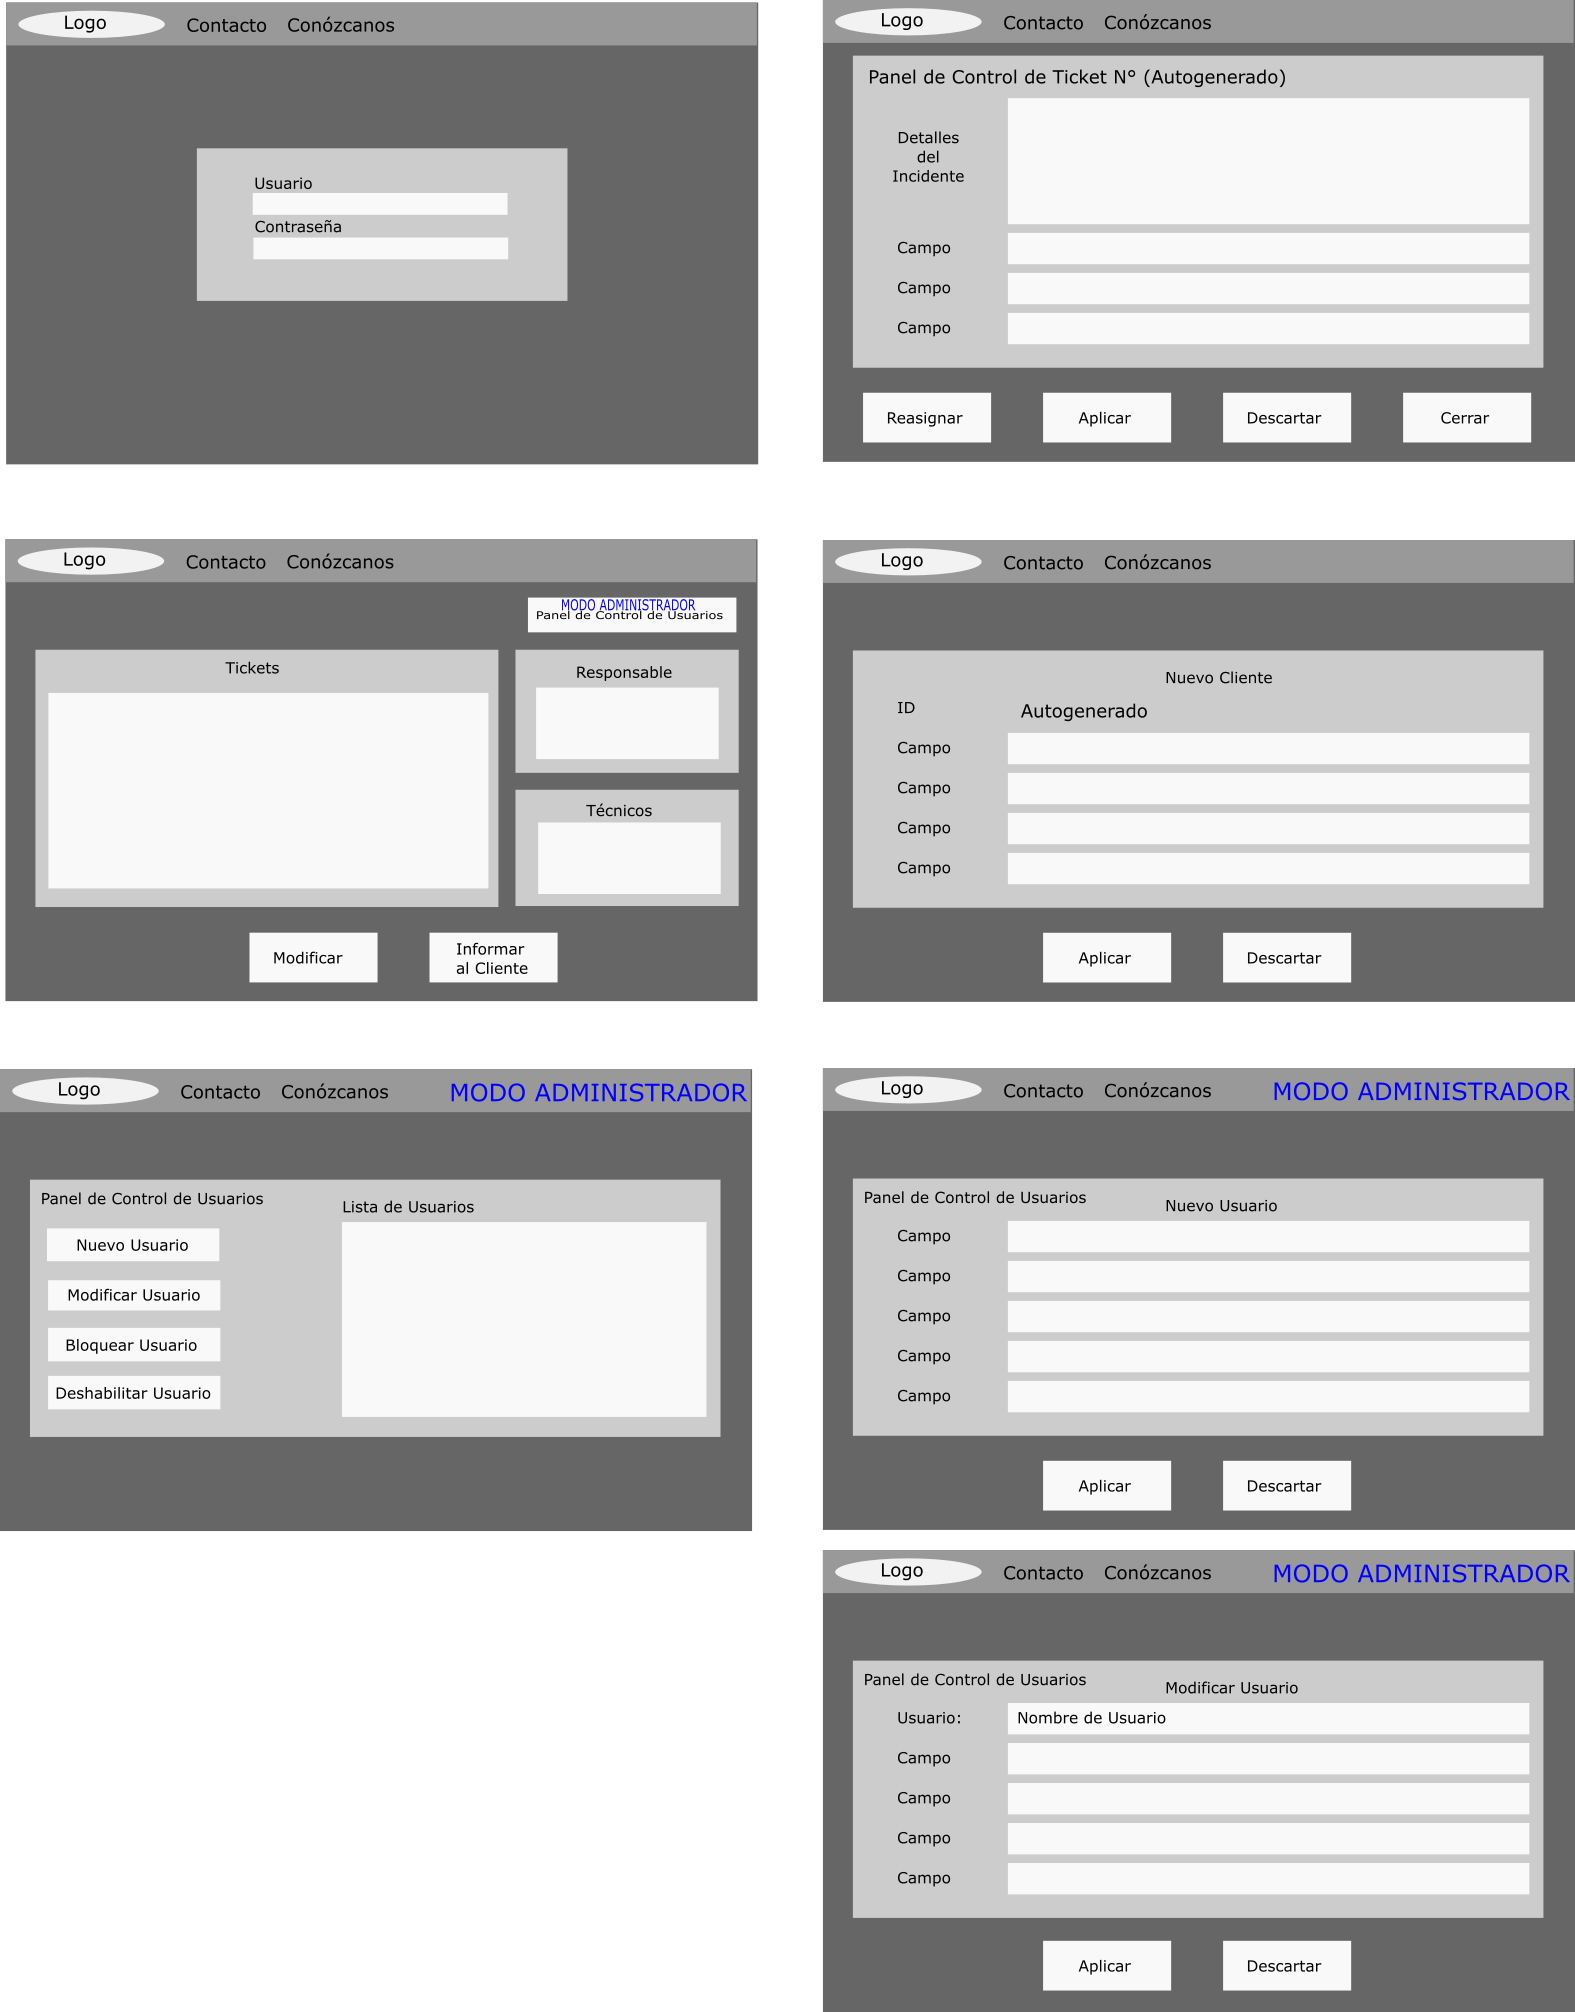 Logo
Contacto
Conózcanos
Usuario
Contraseña
Logo
Contacto
Conózcanos
Panel de Control de Ticket N° (Autogenerado)
Detalles
del
Incidente
Campo
Campo
Campo
Reasignar
Aplicar
Descartar
Cerrar
Logo
Contacto
Conózcanos
MODO ADMINISTRADOR
Panel de Control de Usuarios
Tickets
Responsable
Técnicos
Modificar
Informar
al Cliente
Logo
Contacto
Conózcanos
Nuevo Cliente
ID
Autogenerado
Campo
Campo
Campo
Campo
Aplicar
Descartar
Logo
Contacto
Conózcanos
MODO ADMINISTRADOR
Panel de Control de Usuarios
Lista de Usuarios
Nuevo Usuario
Modificar Usuario
Bloquear Usuario
Deshabilitar Usuario
Logo
Contacto
Conózcanos
MODO ADMINISTRADOR
Panel de Control de Usuarios
Nuevo Usuario
Campo
Campo
Campo
Campo
Campo
Aplicar
Descartar
Logo
Contacto
Conózcanos
MODO ADMINISTRADOR
Panel de Control de Usuarios
Modificar Usuario
Usuario:
Nombre de Usuario
Campo
Campo
Campo
Campo
Aplicar
Descartar